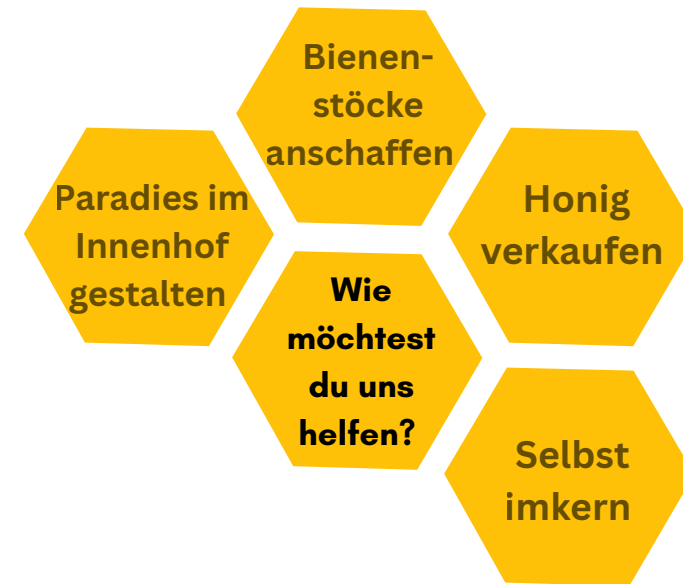 Bienen-
stöcke
anschaffen
Paradies im
Innenhof
gestalten
Honig
verkaufen
Wie
möchtest
du uns
helfen?
Selbst
imkern